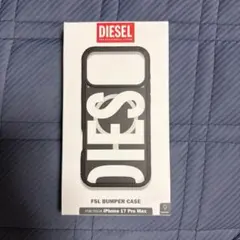 DIESEL
DIESEL
FSL BUMPER CASE
iPhone 17 Pro Max